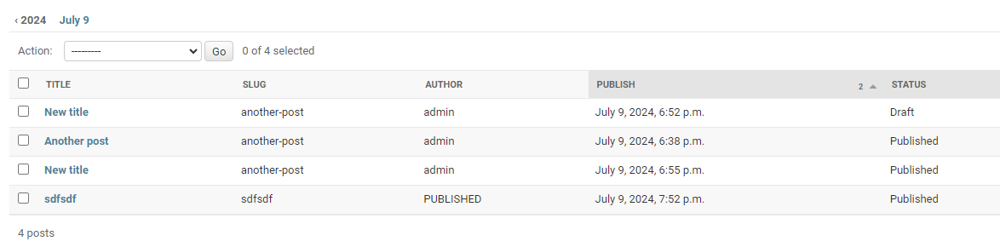 ‹ 2024 July 9
Action: --------- Go 0 of 4 selected
TITLE SLUG AUTHOR PUBLISH 2 STATUS
New title another-post admin July 9, 2024, 6:52 p.m. Draft
Another post another-post admin July 9, 2024, 6:38 p.m. Published
New title another-post admin July 9, 2024, 6:55 p.m. Published
sdfsdf sdfsdf PUBLISHED July 9, 2024, 7:52 p.m. Published
4 posts